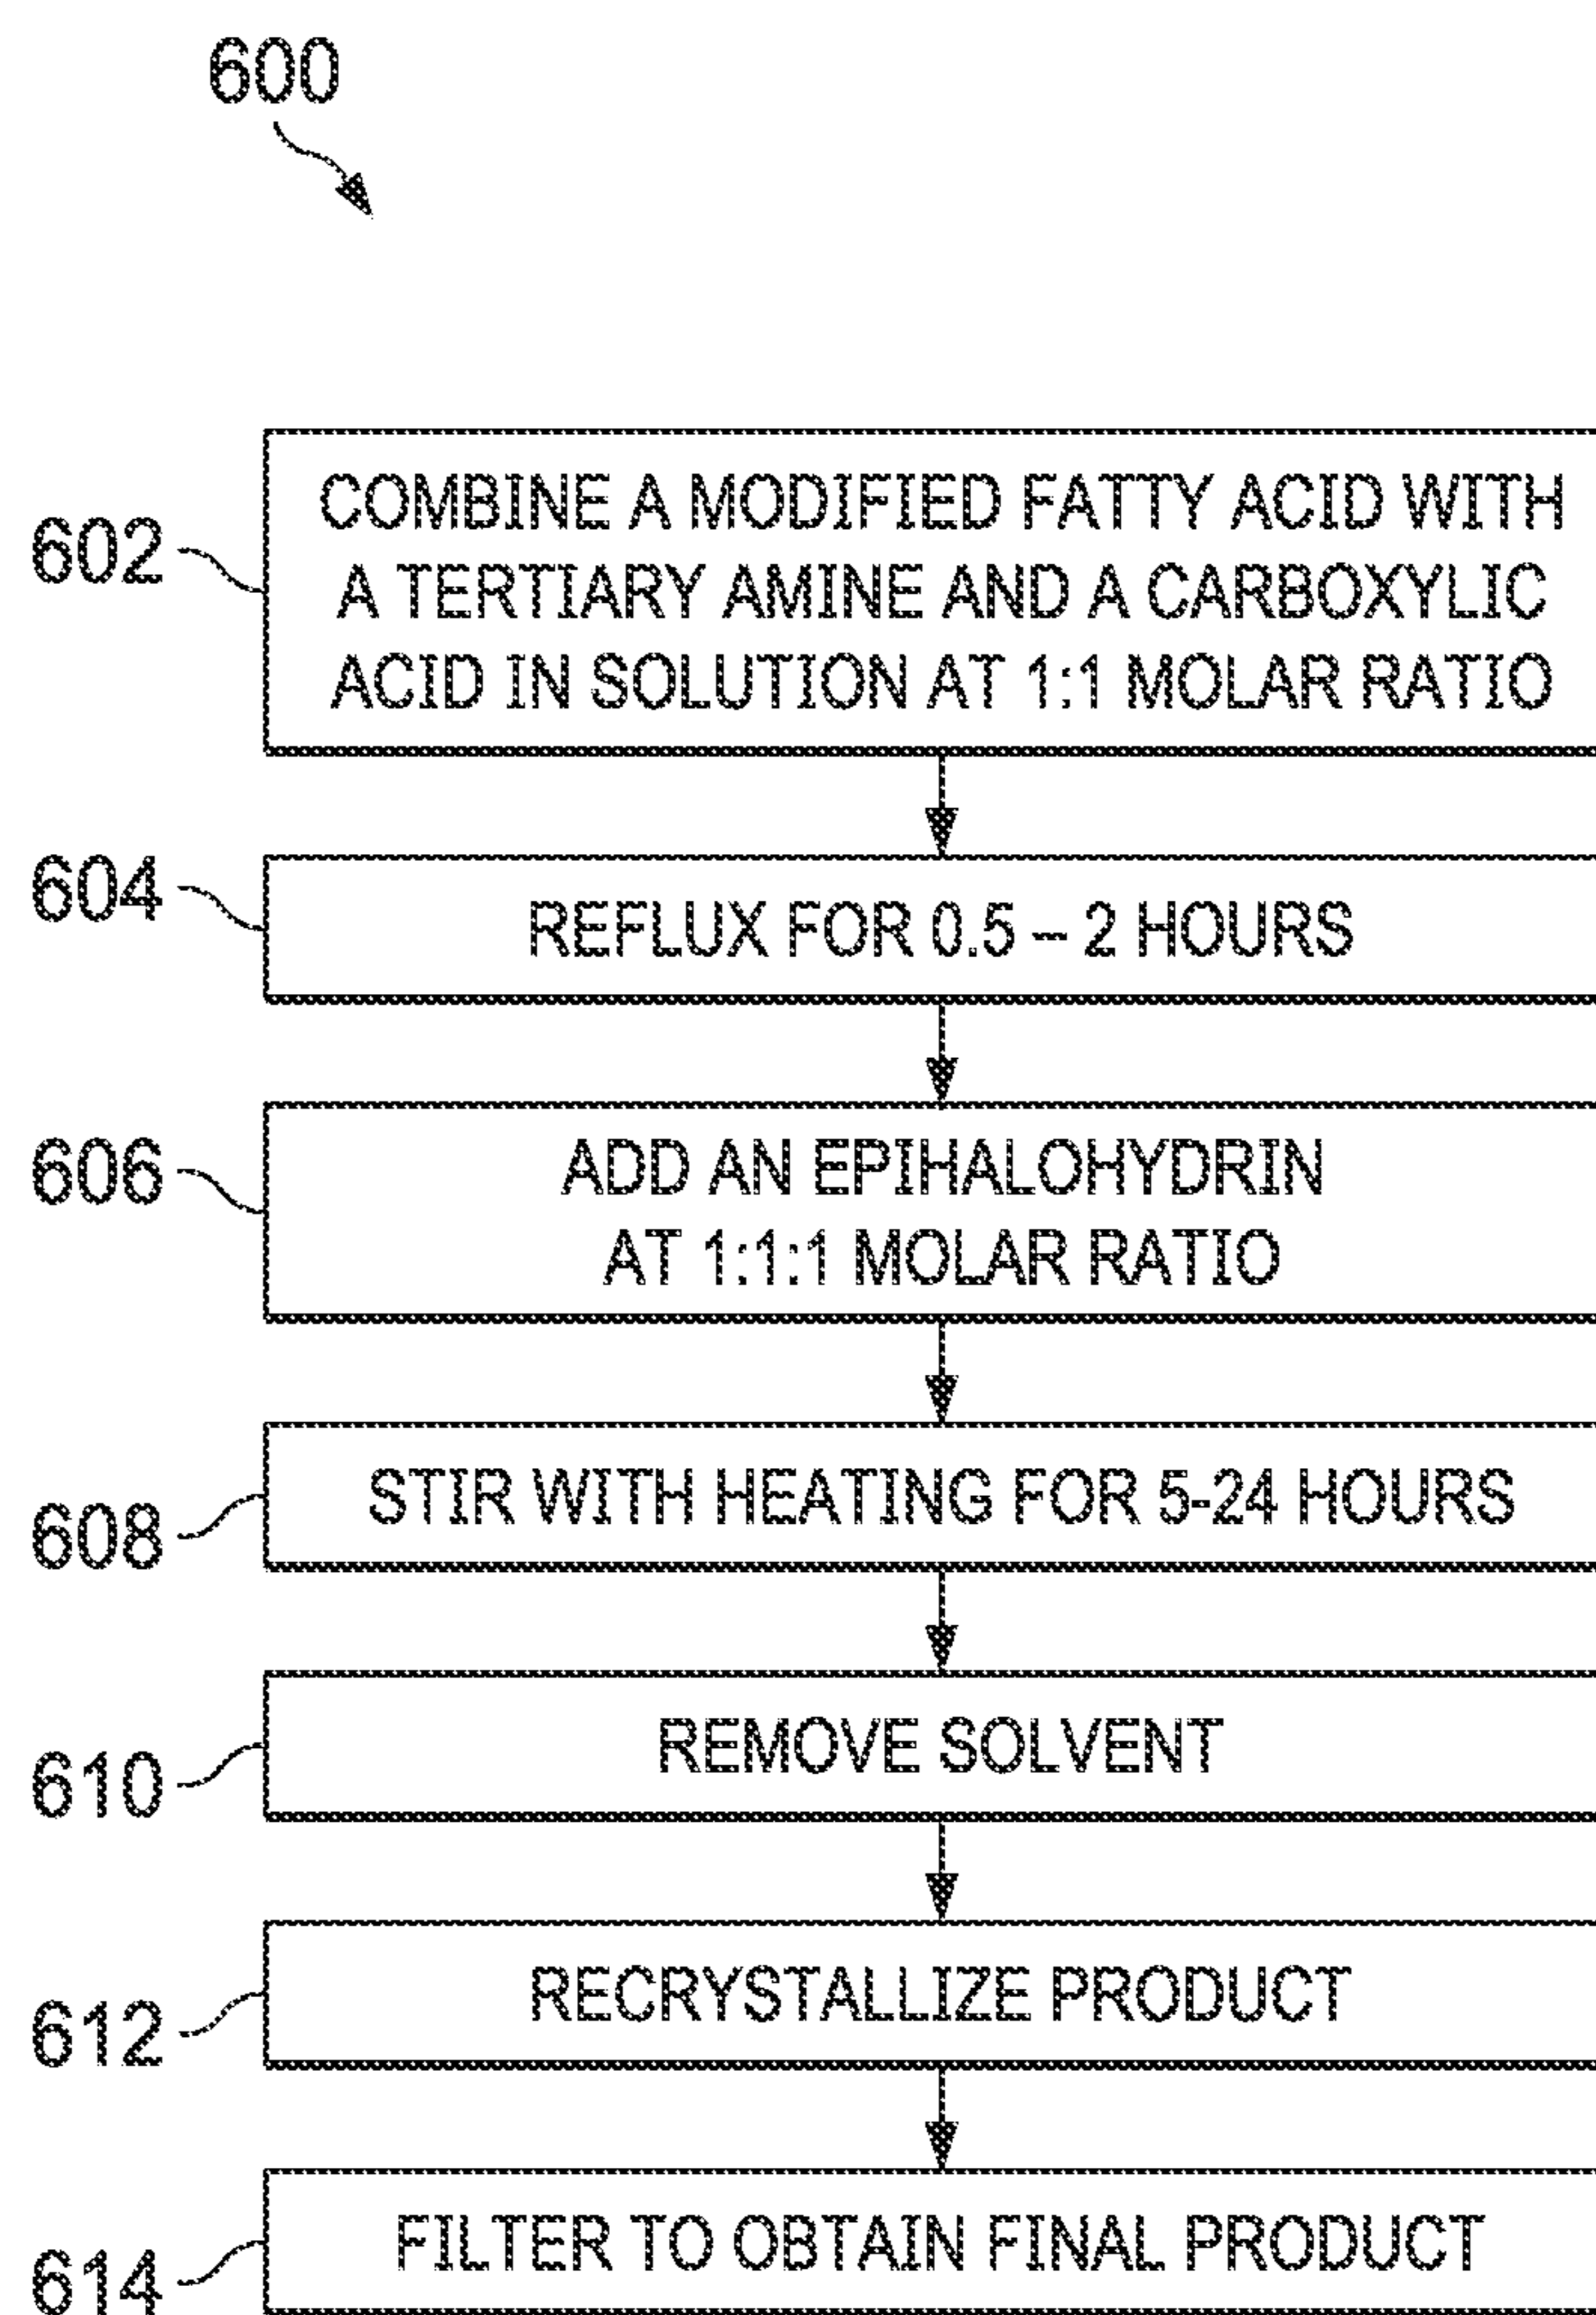 600
602
COMBINE A MODIFIED FATTY ACID WITH
A TERTIARY AMINE AND A CARBOXYLIC
ACID IN SOLUTION AT 1:1 MOLAR RATIO
604
REFLUX FOR 0.5 – 2 HOURS
606
ADD AN EPIHALOHYDRIN
AT 1:1:1 MOLAR RATIO
608
STIR WITH HEATING FOR 5-24 HOURS
610
REMOVE SOLVENT
612
RECRYSTALLIZE PRODUCT
614
FILTER TO OBTAIN FINAL PRODUCT